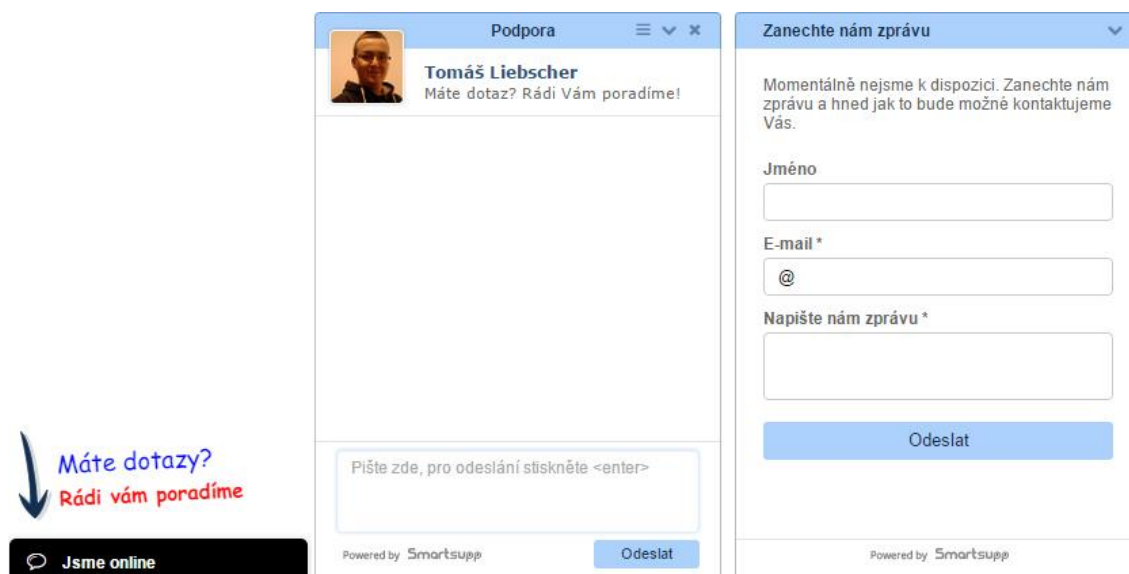 Máte dotazy?
Rádi vám poradíme
Jsme online
Podpora
Tomáš Liebscher
Máte dotaz? Rádi Vám poradíme!
Pište zde, pro odeslání stiskněte <enter>
Powered by Smartsupp
Odeslat
Zanechte nám zprávu
Momentálně nejsme k dispozici. Zanechte nám
zprávu a hned jak to bude možné kontaktujeme
Vás.
Jméno
E-mail *
@
Napište nám zprávu *
Odeslat
Powered by Smartsupp